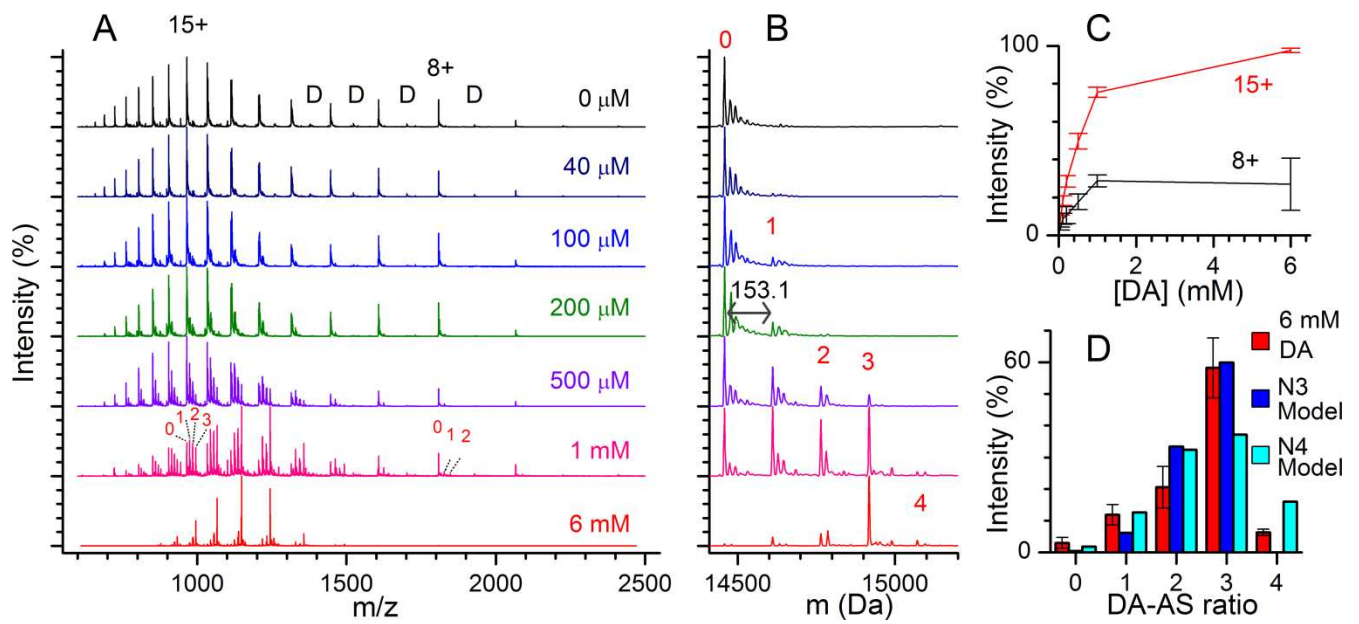 A
15+
8+
D
D
D
D
0 μM
40 μM
100 μM
200 μM
500 μM
1 mM
6 mM
0
1
2
3
0
1
2
Intensity (%)
1000
1500
2000
2500
m/z
B
0
1
153.1
2
3
4
14500
15000
m (Da)
C
100
0
Intensity (%)
15+
8+
0
2
4
6
[DA] (mM)
D
6 mM
DA
N3
Model
N4
Model
60
0
Intensity (%)
0
1
2
3
4
DA-AS ratio